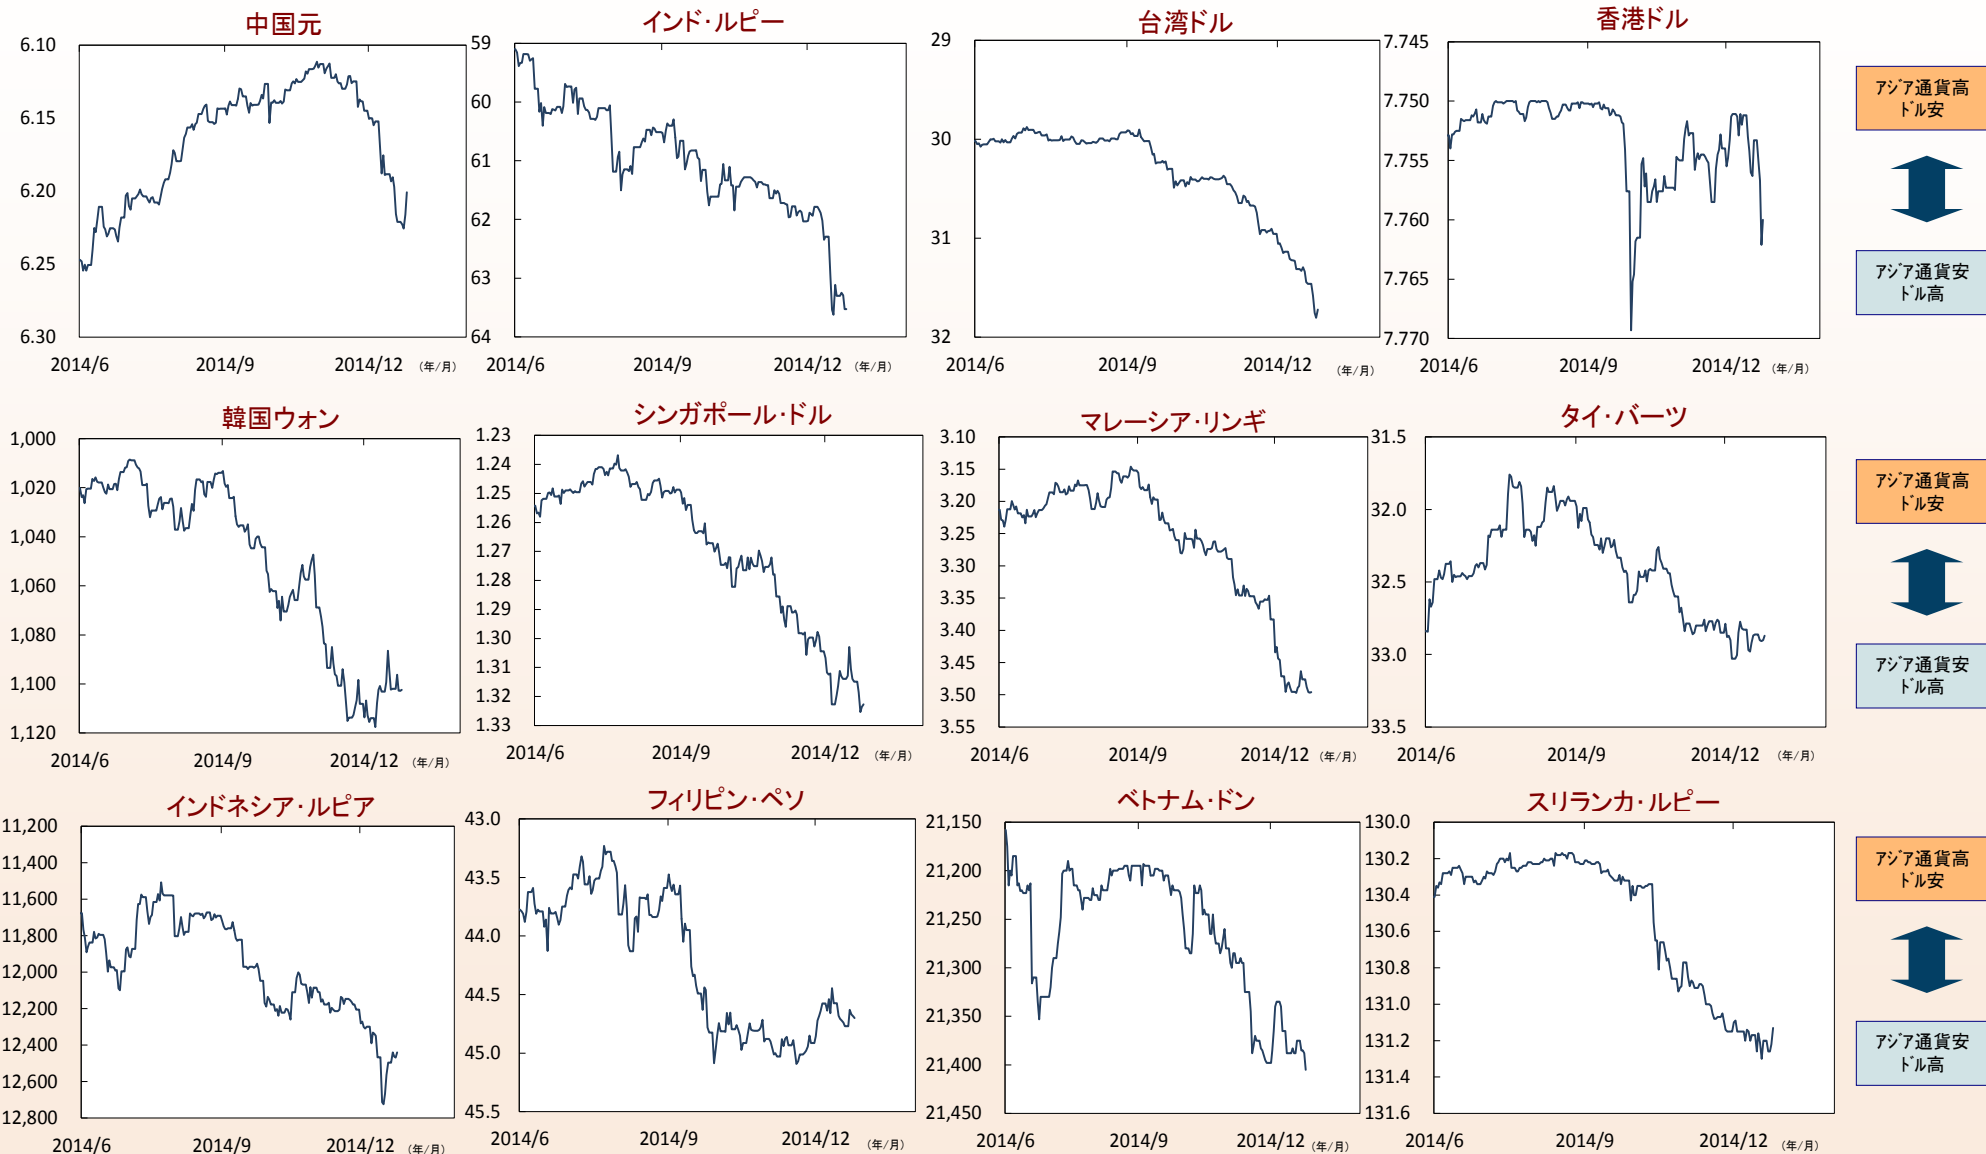 中国元
6.10
6.15
6.20
6.25
6.30
2014/6 2014/9 2014/12 (年/月)
インド・ルピー
59
60
61
62
63
64
2014/6 2014/9 2014/12 (年/月)
台湾ドル
29
30
31
32
2014/6 2014/9 2014/12 (年/月)
香港ドル
7.745
7.750
7.755
7.760
7.765
7.770
2014/6 2014/9 2014/12 (年/月)
アジア通貨高
ドル安
アジア通貨安
ドル高
韓国ウォン
1,000
1,020
1,040
1,060
1,080
1,100
1,120
2014/6 2014/9 2014/12 (年/月)
シンガポール・ドル
1.23
1.24
1.25
1.26
1.27
1.28
1.29
1.30
1.31
1.32
1.33
2014/6 2014/9 2014/12 (年/月)
マレーシア・リンギ
3.10
3.15
3.20
3.25
3.30
3.35
3.40
3.45
3.50
3.55
2014/6 2014/9 2014/12 (年/月)
タイ・バーツ
31.5
32.0
32.5
33.0
33.5
2014/6 2014/9 2014/12 (年/月)
アジア通貨高
ドル安
アジア通貨安
ドル高
インドネシア・ルピア
11,200
11,400
11,600
11,800
12,000
12,200
12,400
12,600
12,800
2014/6 2014/9 2014/12 (年/月)
フィリピン・ペソ
43.0
43.5
44.0
44.5
45.0
45.5
2014/6 2014/9 2014/12 (年/月)
ベトナム・ドン
21,150
21,200
21,250
21,300
21,350
21,400
21,450
2014/6 2014/9 2014/12 (年/月)
スリランカ・ルピー
130.0
130.2
130.4
130.6
130.8
131.0
131.2
131.4
131.6
2014/6 2014/9 2014/12 (年/月)
アジア通貨高
ドル安
アジア通貨安
ドル高